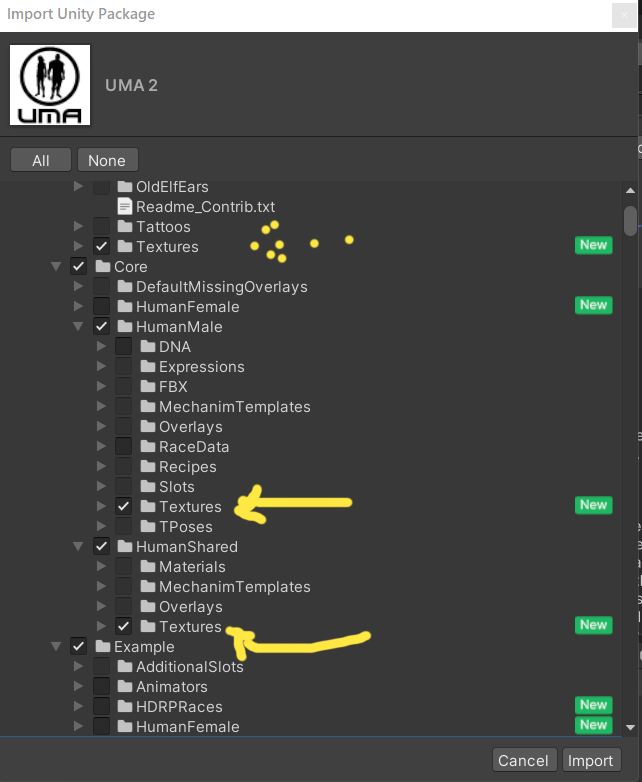 Import Unity Package
UMA
UMA 2
All
None
OldElfEars
Readme_Contrib.txt
Tattoos
Textures New
Core
DefaultMissingOverlays
HumanFemale New
HumanMale
DNA
Expressions
FBX
MechanimTemplates
Overlays
RaceData
Recipes
Slots
Textures New
TPoses
HumanShared
Materials
MechanimTemplates
Overlays
Textures New
Example
AdditionalSlots
Animators
HDRPRaces New
HumanFemale New
Cancel
Import